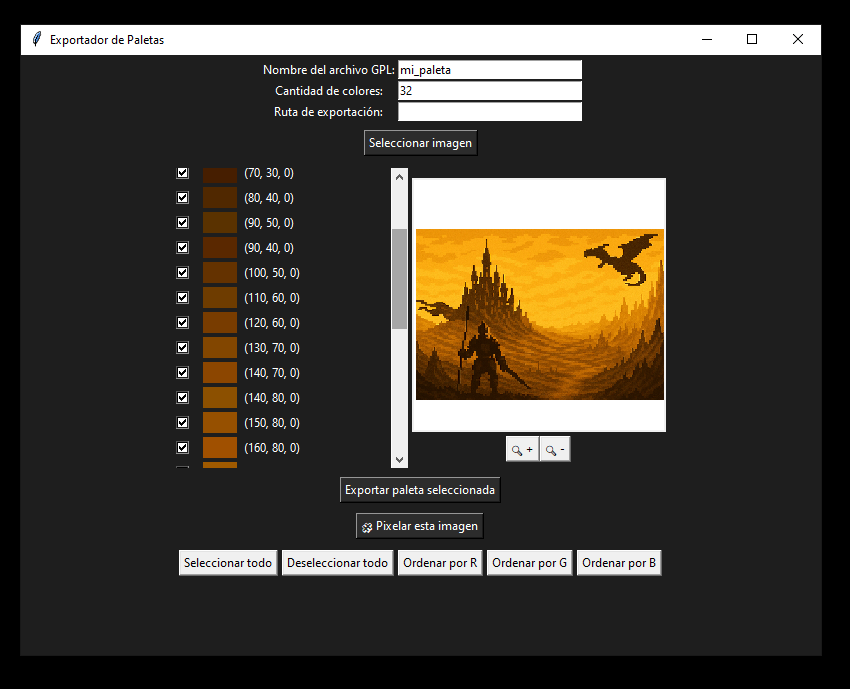 Exportador de Paletas
Nombre del archivo GPL: mi_paleta
Cantidad de colores: 32
Ruta de exportación:
Seleccionar imagen
(70, 30, 0)
(80, 40, 0)
(90, 50, 0)
(90, 40, 0)
(100, 50, 0)
(110, 60, 0)
(120, 60, 0)
(130, 70, 0)
(140, 70, 0)
(140, 80, 0)
(150, 80, 0)
(160, 80, 0)
+ -
Exportar paleta seleccionada
Pixelar esta imagen
Seleccionar todo Deseleccionar todo Ordenar por R Ordenar por G Ordenar por B